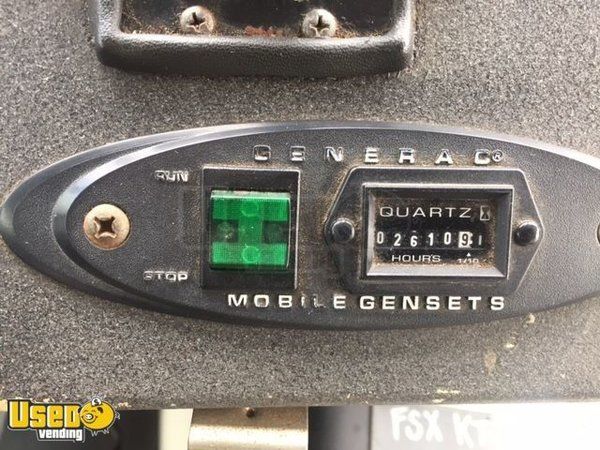 GENERAC®
RUN
QUARTZ
026109
HOURS 1/10
STOP
MOBILE GENSETS
USED
vending
FSX